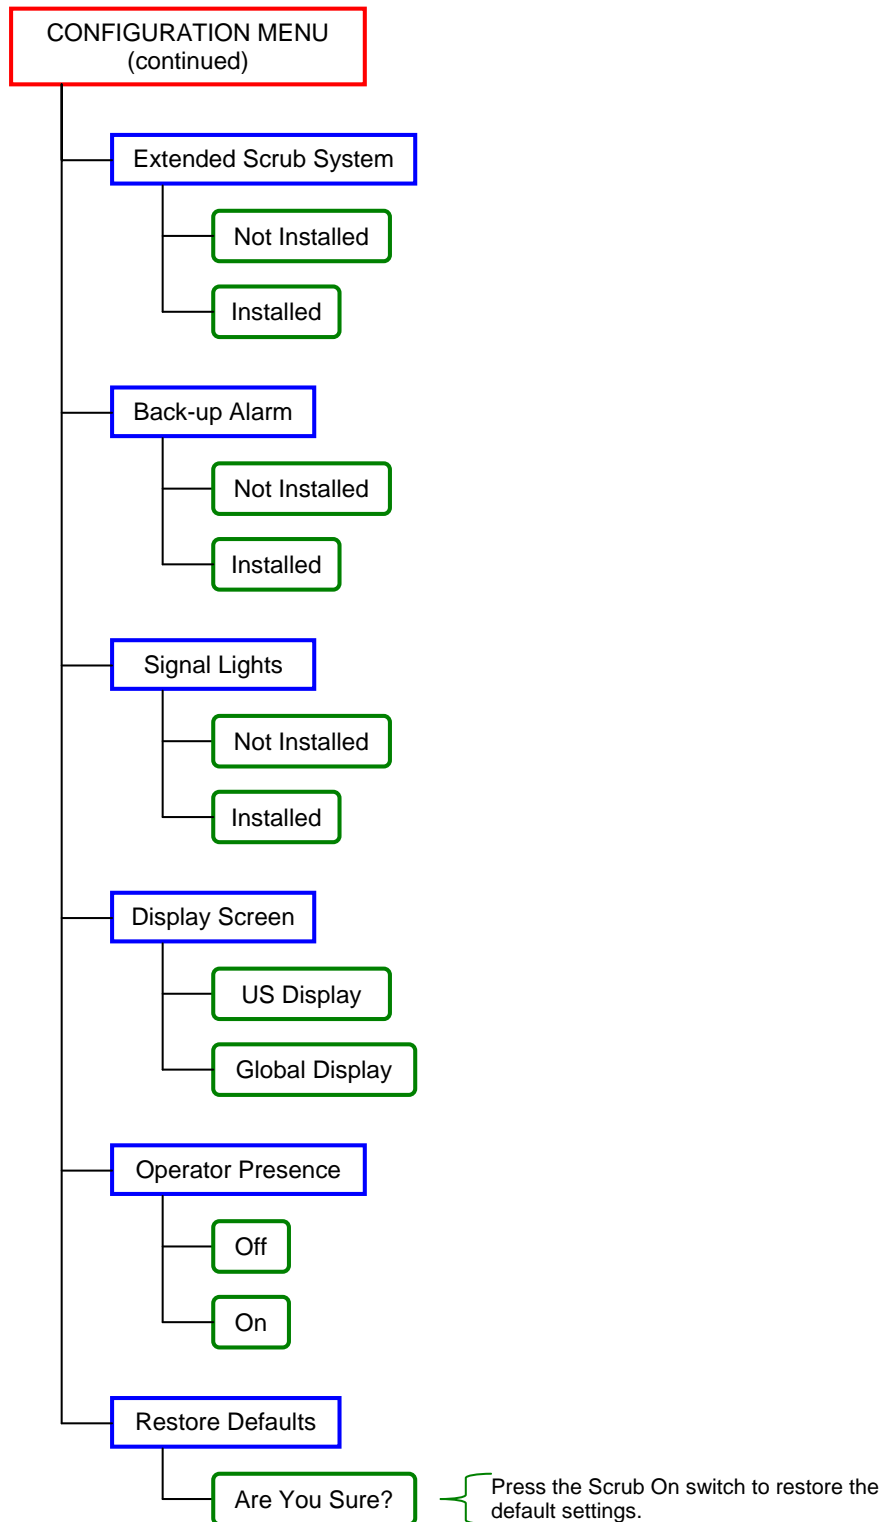 CONFIGURATION MENU
(continued)
Extended Scrub System
Not Installed
Installed
Back-up Alarm
Not Installed
Installed
Signal Lights
Not Installed
Installed
Display Screen
US Display
Global Display
Operator Presence
Off
On
Restore Defaults
Are You Sure?
Press the Scrub On switch to restore the
default settings.